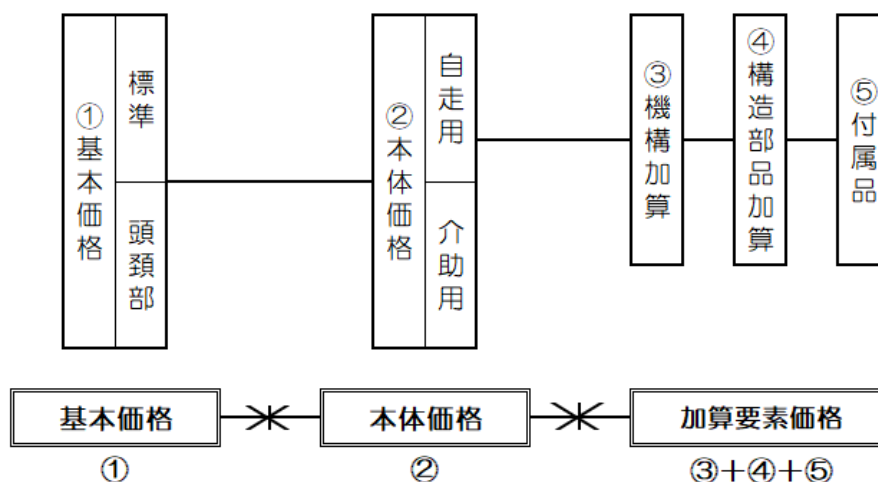 ①基本価格
標準
頭頚部
②本体価格
自走用
介助用
③機構加算
④構造部品加算
⑤付属品
基本価格
本体価格
加算要素価格
①
②
③+④+⑤